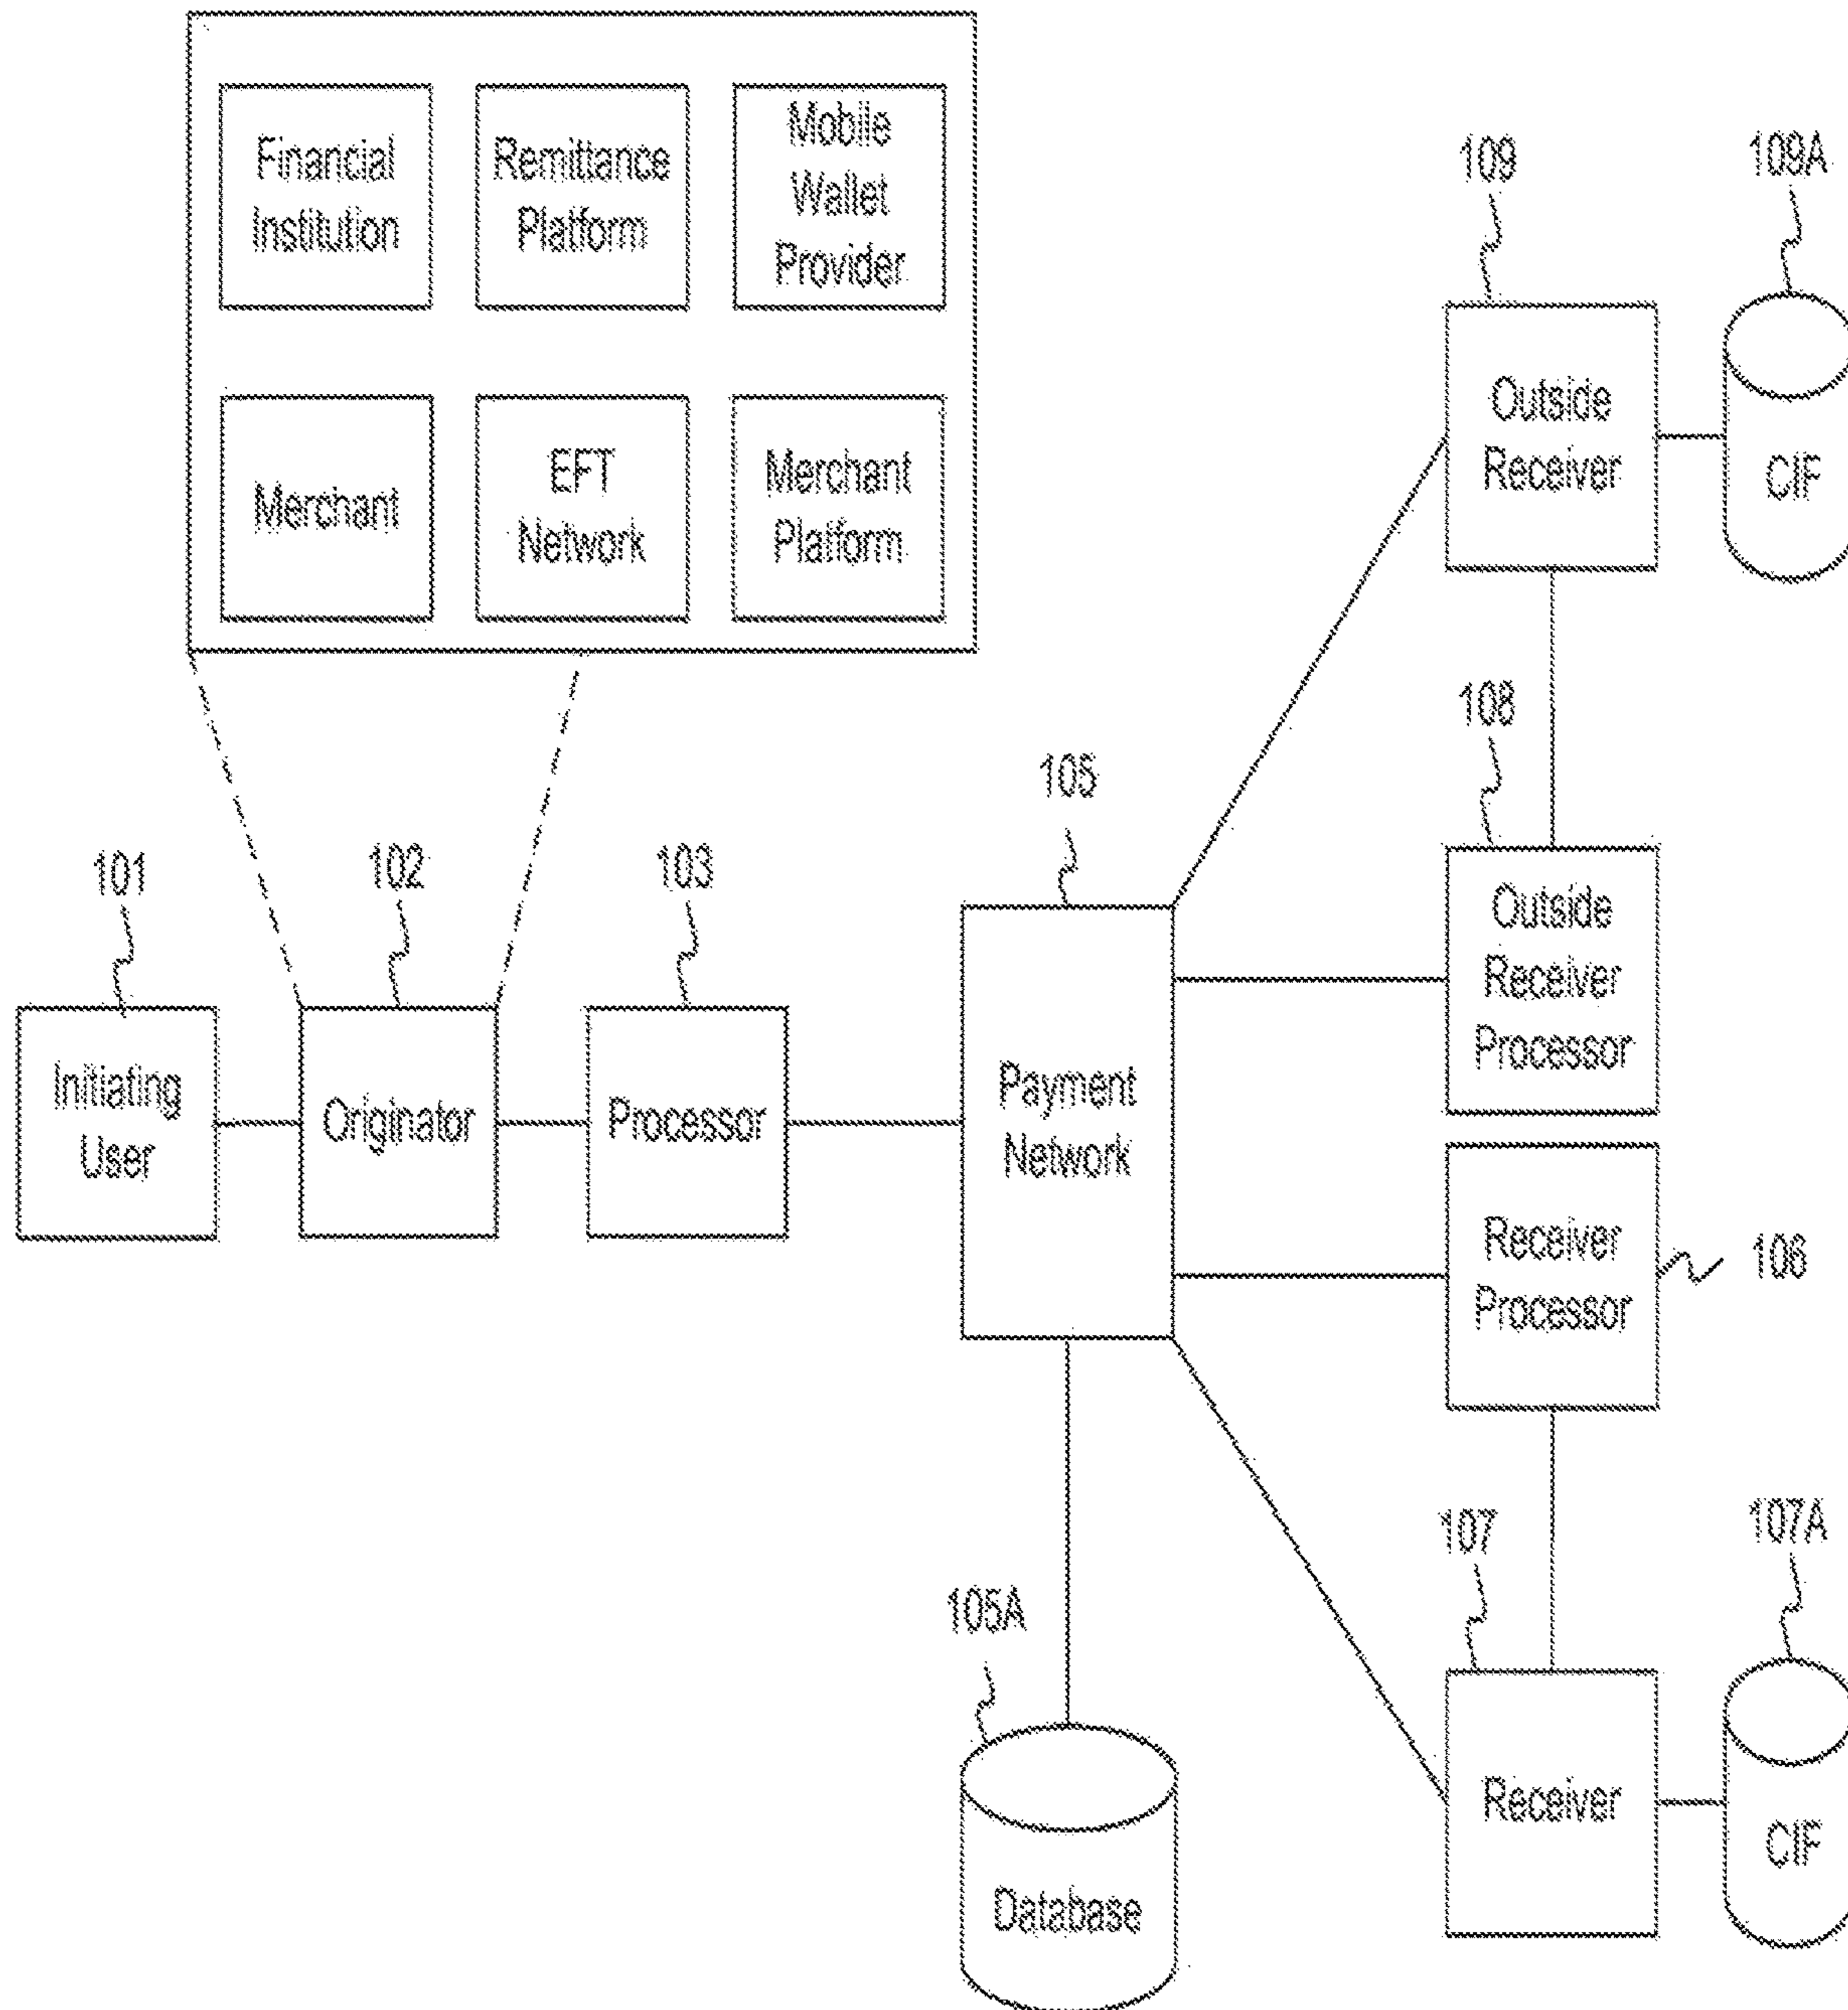 Financial
Institution
Remittance
Platform
Mobile
Wallet
Provider
Merchant
EFT
Network
Merchant
Platform
109
109A
Outside
Receiver
CIF
108
105
101
102
103
Outside
Receiver
Processor
Initiating
User
Originator
Processor
Payment
Network
Receiver
Processor
106
107
107A
105A
Receiver
CIF
Database